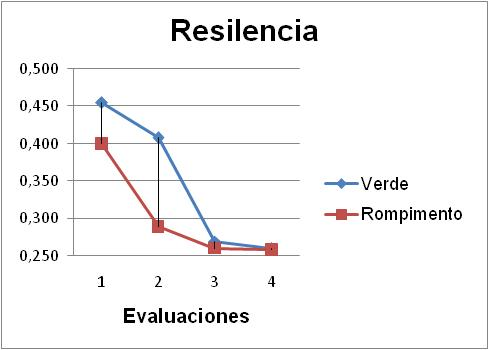 Resilencia
0,500
0,450
0,400
0,350
0,300
0,250
1 2 3 4
Evaluaciones
Verde
Rompimento